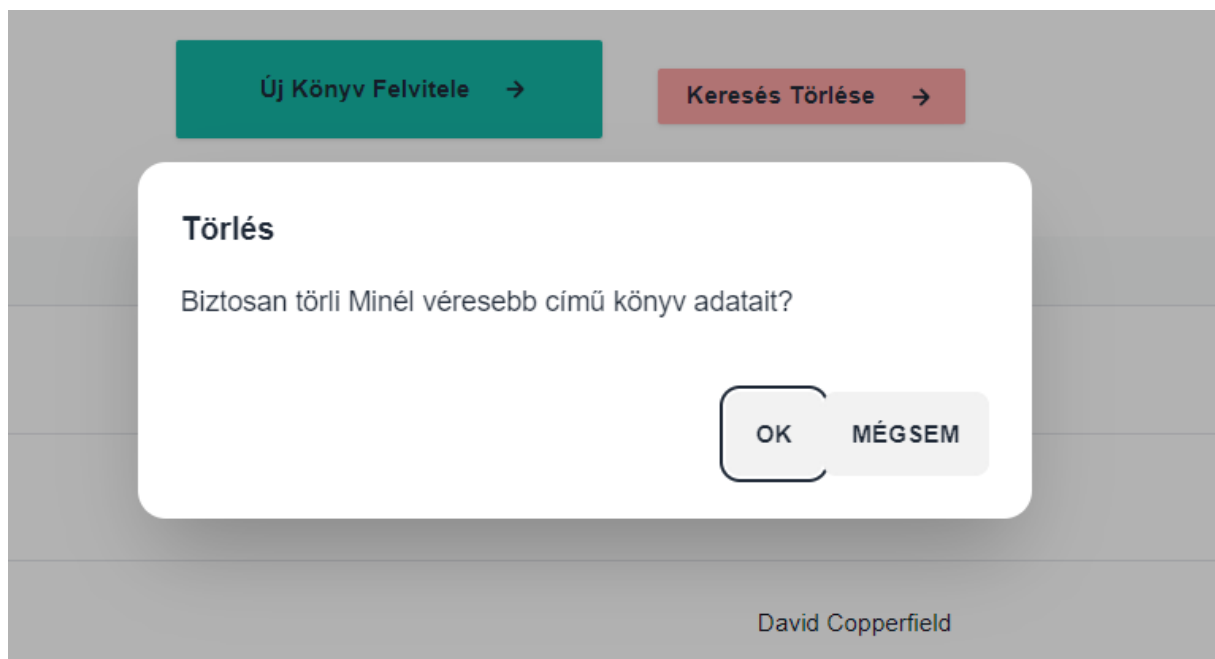 Új Könyv Felvitele →
Keresés Törlése →
Törlés
Biztosan törli Minél véresebb című könyv adatait?
OK MÉGSEM
David Copperfield